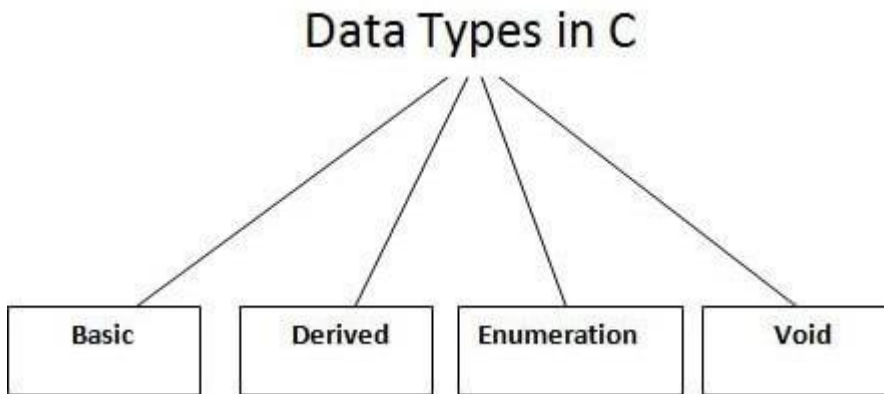 Data Types in C
Basic
Derived
Enumeration
Void